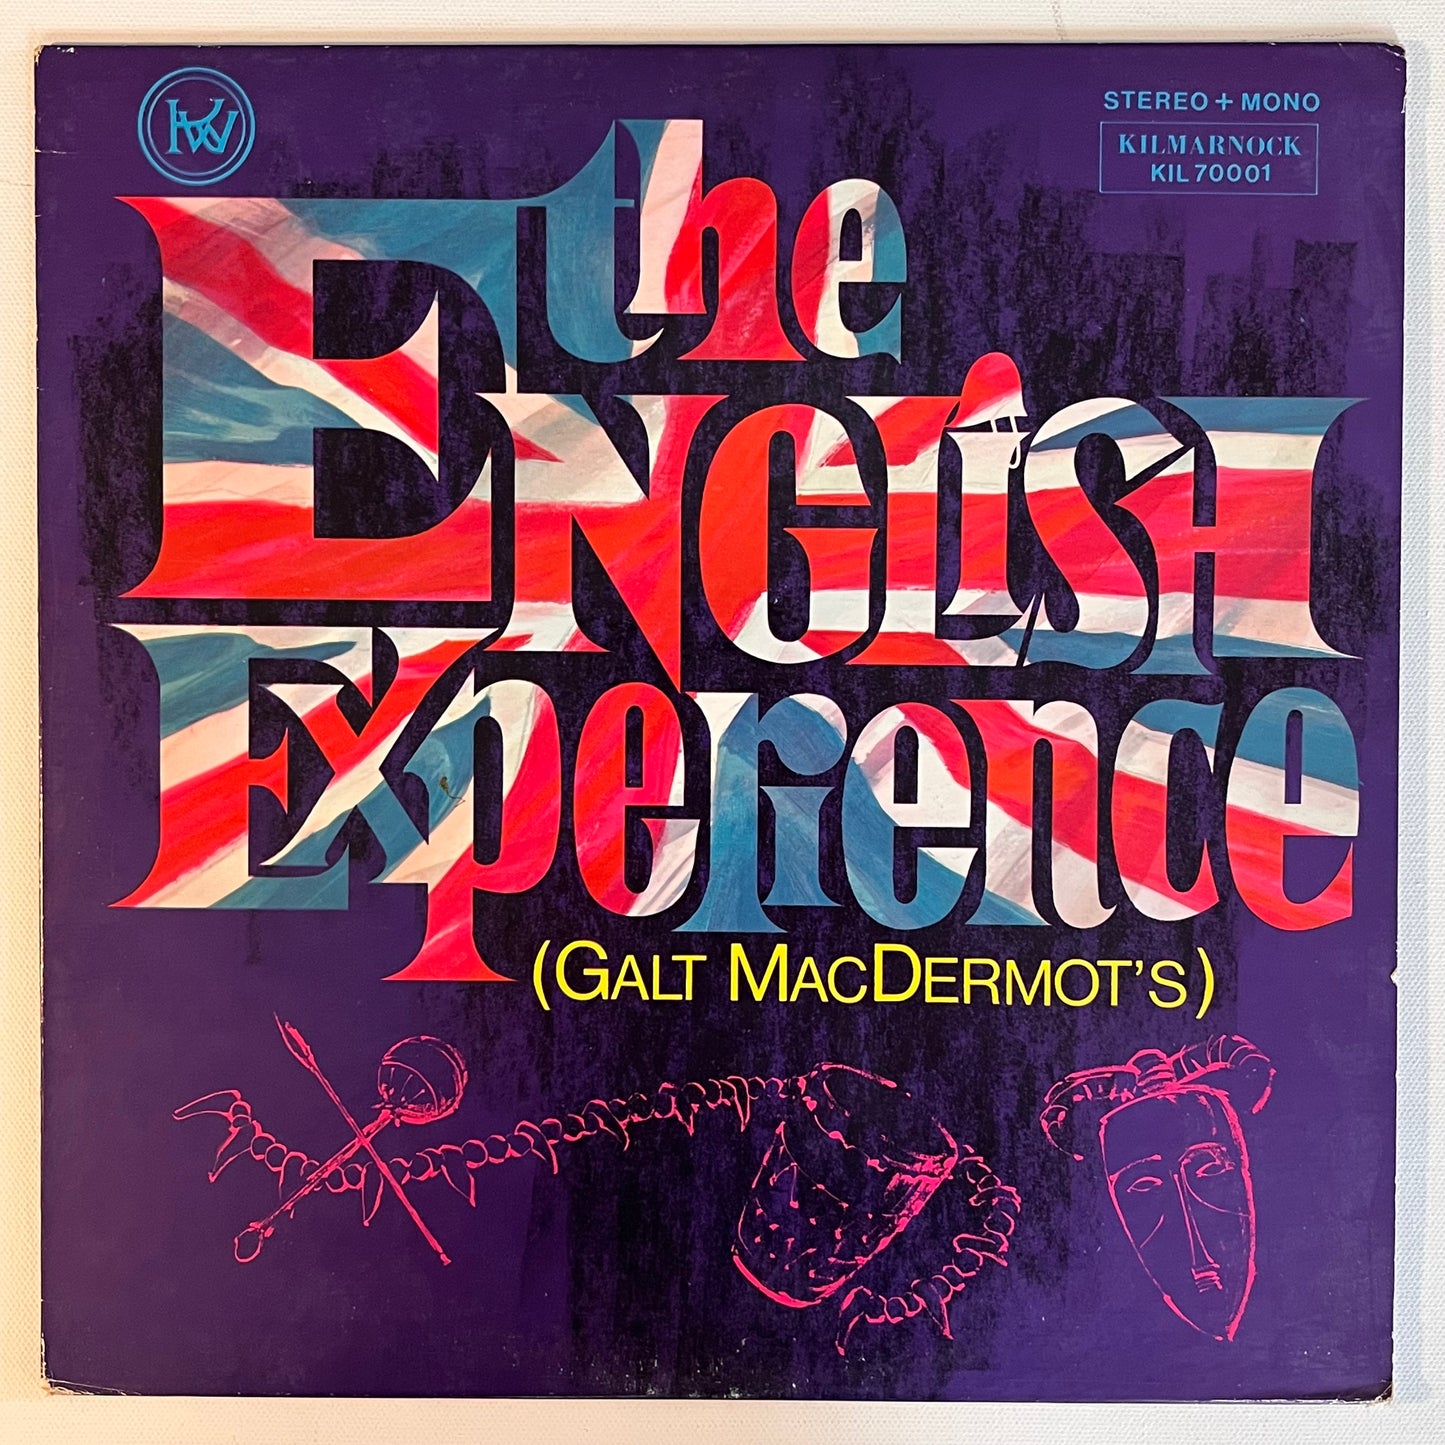 KW
STEREO + MONO
KILMARNOCK
KIL 70001
the
ENGLISH
EXperience
(GALT MACDERMOT'S)